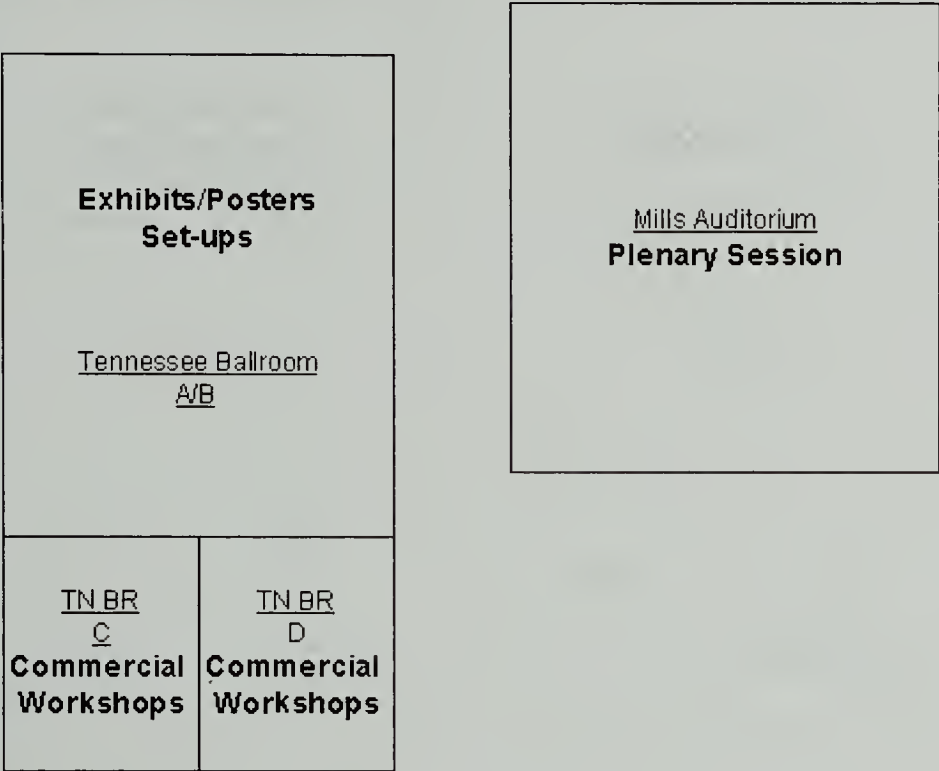 Exhibits/Posters
Set-ups
Tennessee Ballroom
A/B
TN BR
C
Commercial
Workshops
TN BR
D
Commercial
Workshops
Mills Auditorium
Plenary Session